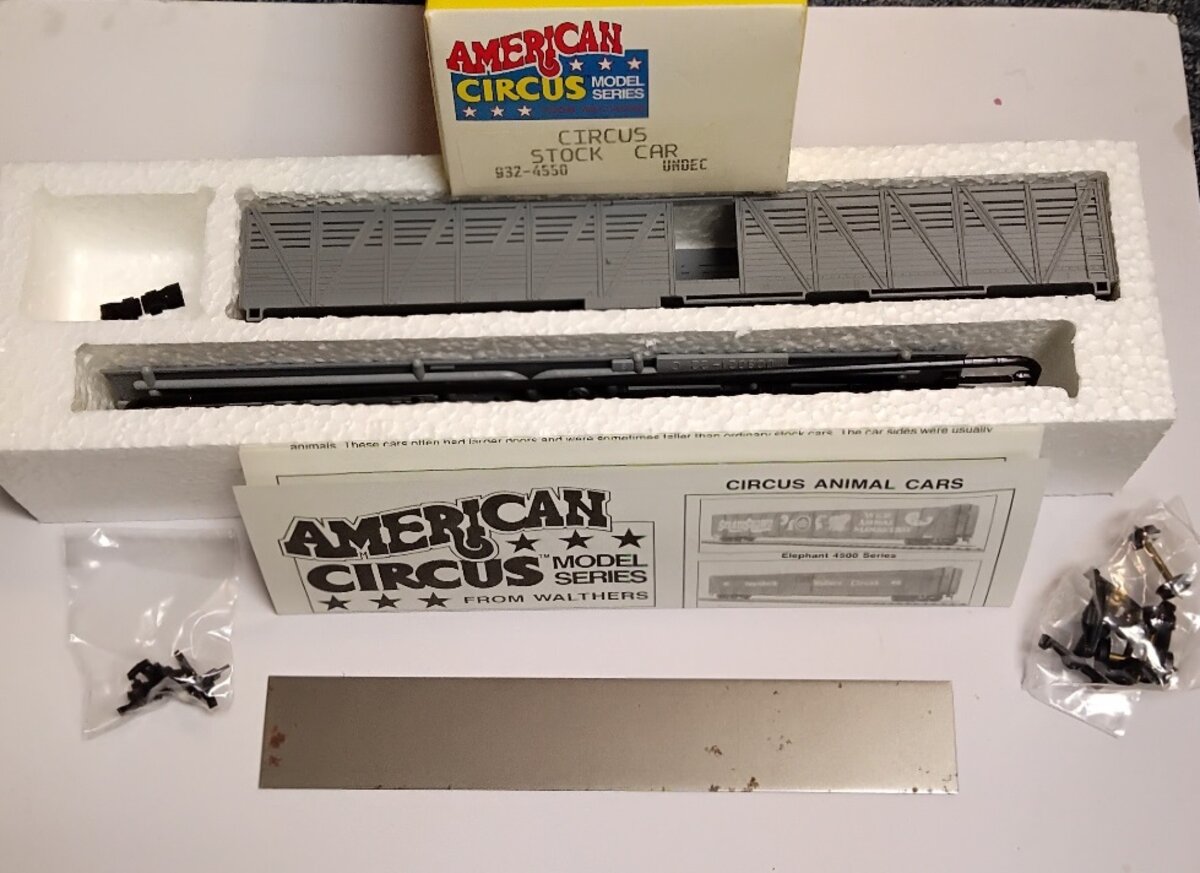 AMERICAN
CIRCUS
MODEL
SERIES
CIRCUS
STOCK CAR
932-4550 UNDEC
animals. These cars often had larger doors and were sometimes taller than ordinary stock cars. The car sides were usually
AMERICAN
CIRCUS™
MODEL
SERIES
FROM WALTHERS
CIRCUS ANIMAL CARS
Elephant 4500 Series